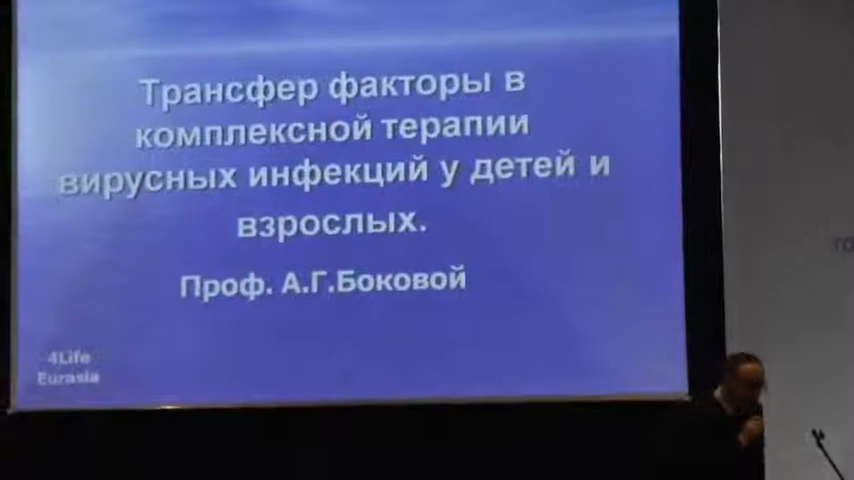 Трансфер факторы в
комплексной терапии
вирусных инфекций у детей и
взрослых.
Проф. А.Г.Боковой
4Life
Eurasia